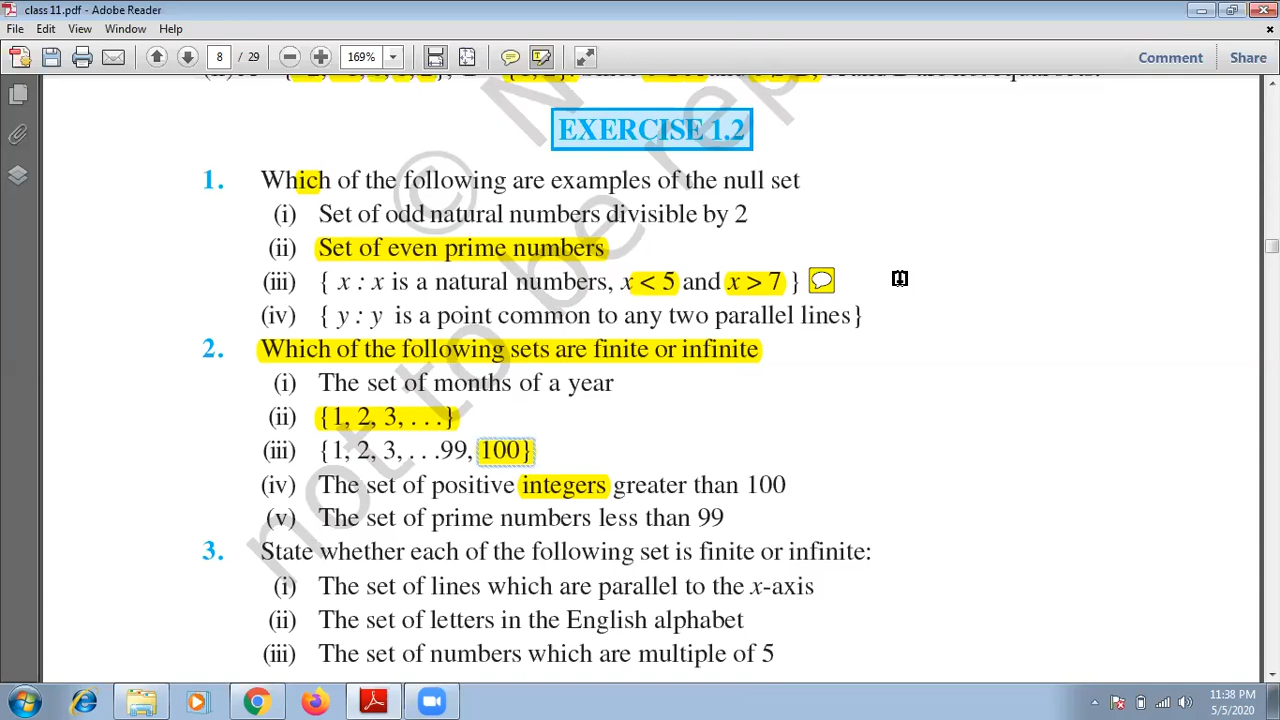 class 11.pdf - Adobe Reader
File Edit View Window Help
8 / 29 169% Comment Share
EXERCISE 1.2
1. Which of the following are examples of the null set
(i) Set of odd natural numbers divisible by 2
(ii) Set of even prime numbers
(iii) { x : x is a natural numbers, x < 5 and x > 7 }
(iv) { y : y is a point common to any two parallel lines}
2. Which of the following sets are finite or infinite
(i) The set of months of a year
(ii) {1, 2, 3, . . .}
(iii) {1, 2, 3, . . .99, 100}
(iv) The set of positive integers greater than 100
(v) The set of prime numbers less than 99
3. State whether each of the following set is finite or infinite:
(i) The set of lines which are parallel to the x-axis
(ii) The set of letters in the English alphabet
(iii) The set of numbers which are multiple of 5
© N
not to be rep
11:38 PM
5/5/2020